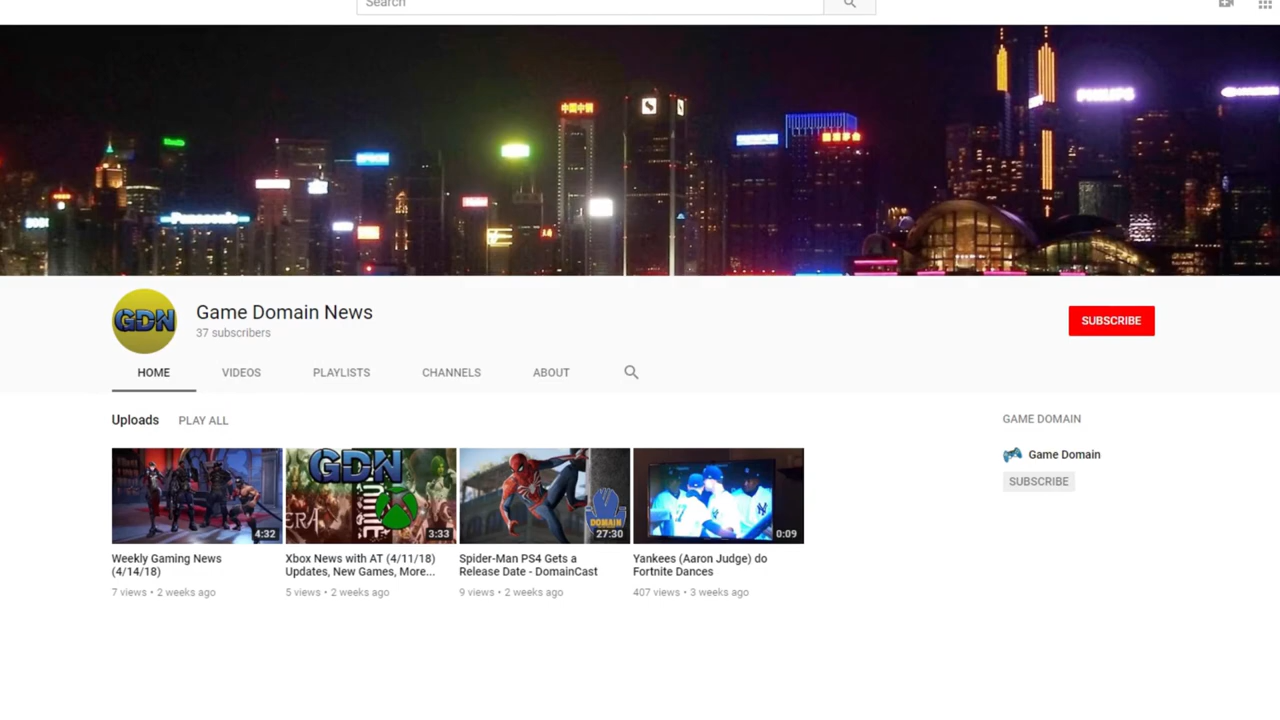 Search
PHILIPS
Panasonic
GDN
Game Domain News
37 subscribers
SUBSCRIBE
HOME VIDEOS PLAYLISTS CHANNELS ABOUT
Uploads PLAY ALL
GAME DOMAIN
Game Domain
SUBSCRIBE
GDN
DOMAIN
4:32
3:33
27:30
0:09
Weekly Gaming News
(4/14/18)
7 views • 2 weeks ago
Xbox News with AT (4/11/18)
Updates, New Games, More...
5 views • 2 weeks ago
Spider-Man PS4 Gets a
Release Date - DomainCast
9 views • 2 weeks ago
Yankees (Aaron Judge) do
Fortnite Dances
407 views • 3 weeks ago